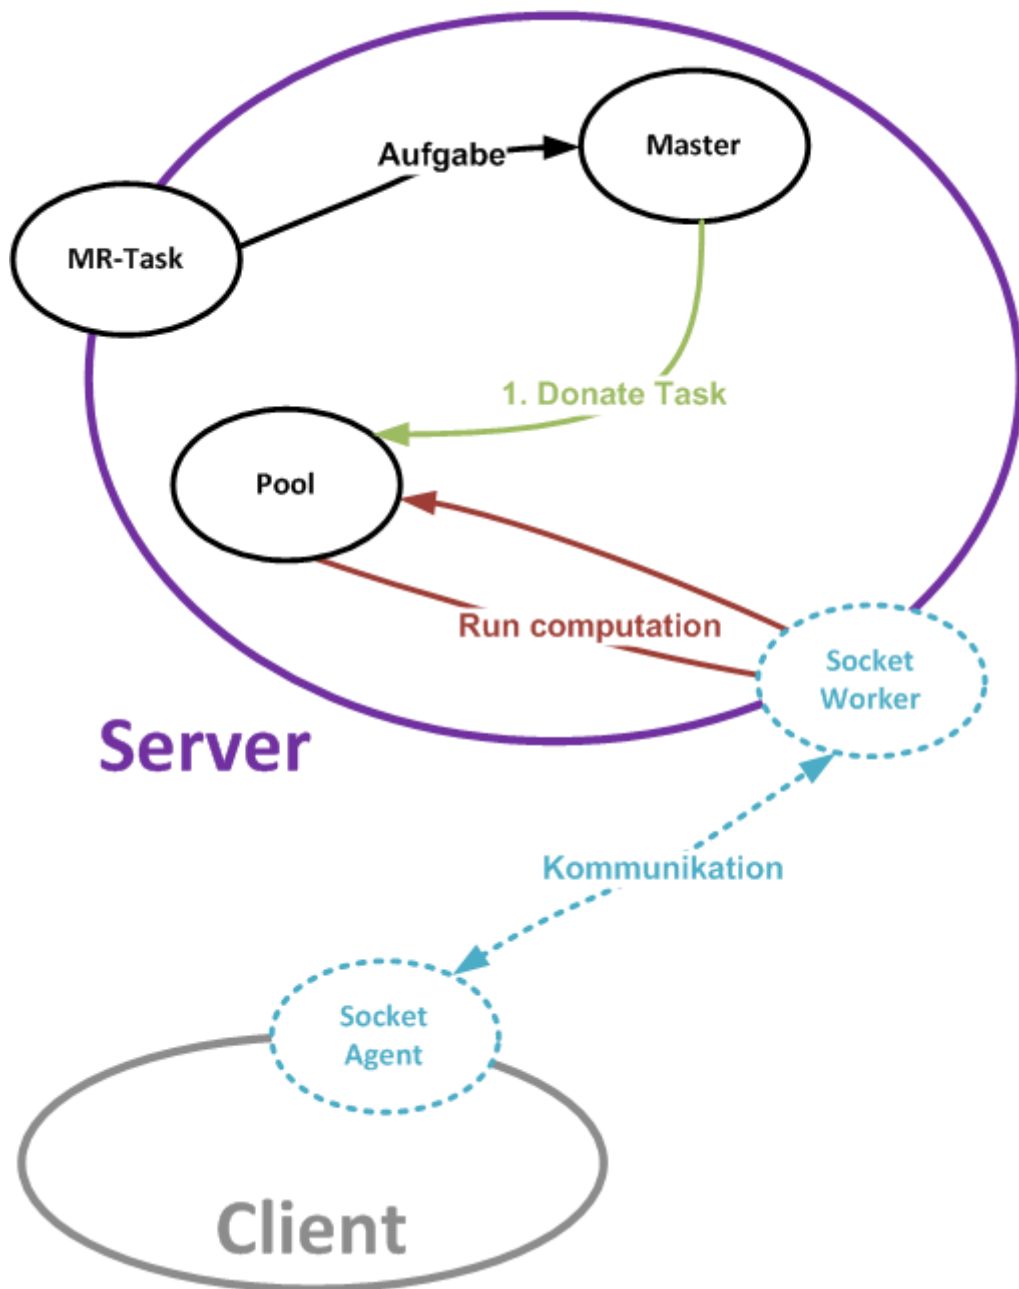 Master
Aufgabe
MR-Task
1. Donate Task
Pool
Run computation
Socket
Worker
Server
Kommunikation
Socket
Agent
Client